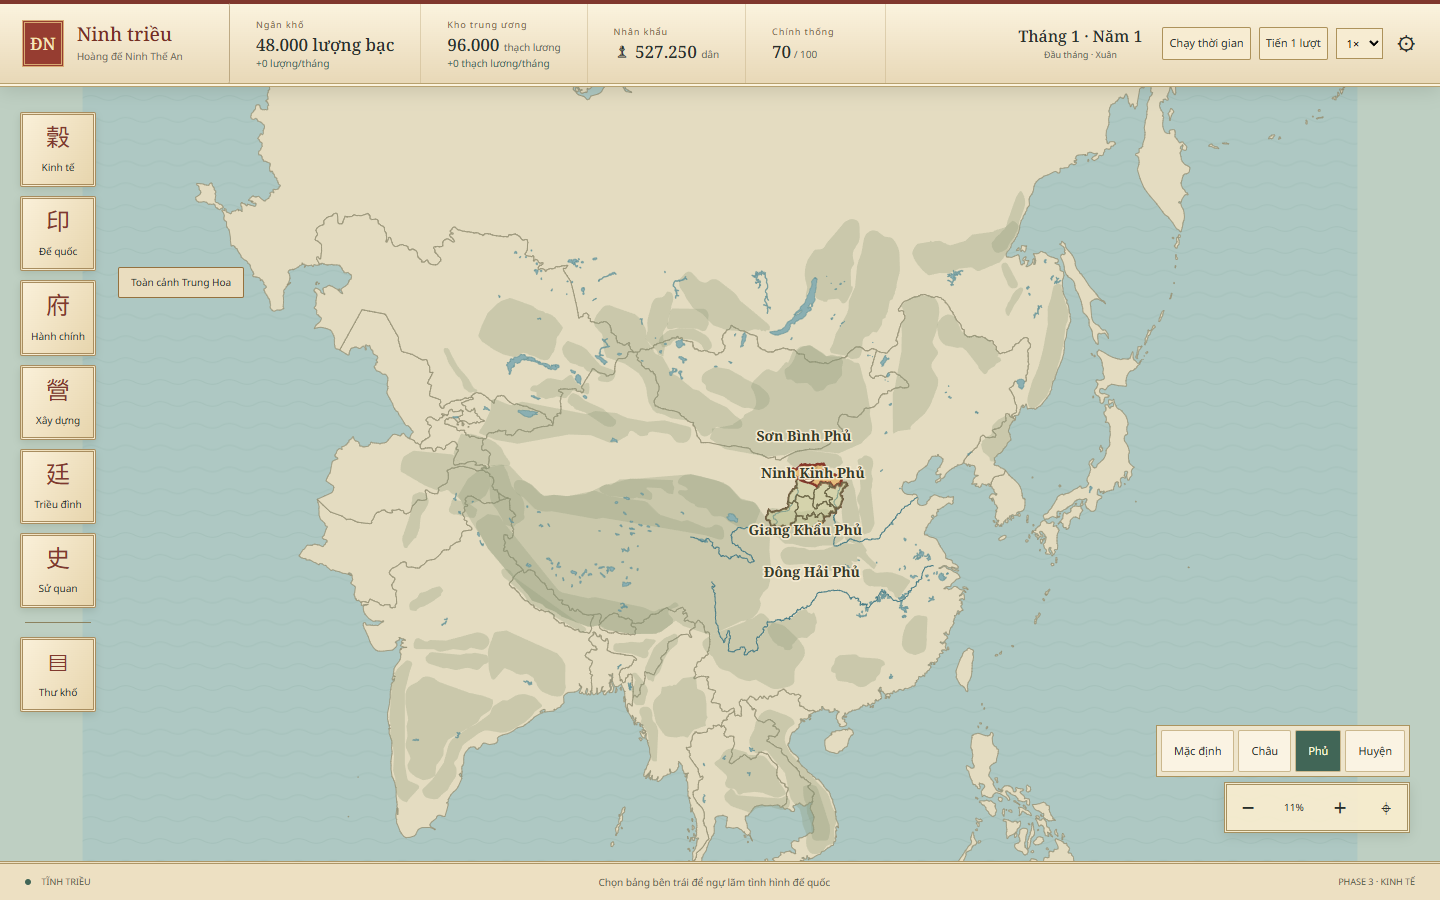 ĐN
Ninh triều
Hoàng đế Ninh Thế An
Ngân khố
48.000 lượng bạc
+0 lượng/tháng
Kho trung ương
96.000 thạch lương
+0 thạch lương/tháng
Nhân khẩu
527.250 dân
Chính thống
70 / 100
Tháng 1 · Năm 1
Đầu tháng · Xuân
Chạy thời gian
Tiến 1 lượt
1×
穀
Kinh tế
印
Đế quốc
府
Hành chính
營
Xây dựng
廷
Triều đình
史
Sử quan
目
Thư khố
Toàn cảnh Trung Hoa
Sơn Bình Phủ
Ninh Kinh Phủ
Giang Khẩu Phủ
Đông Hải Phủ
Mặc định
Châu
Phủ
Huyện
− 11% +
TĨNH TRIỀU
Chọn bảng bên trái để ngự lãm tình hình đế quốc
PHASE 3 · KINH TẾ